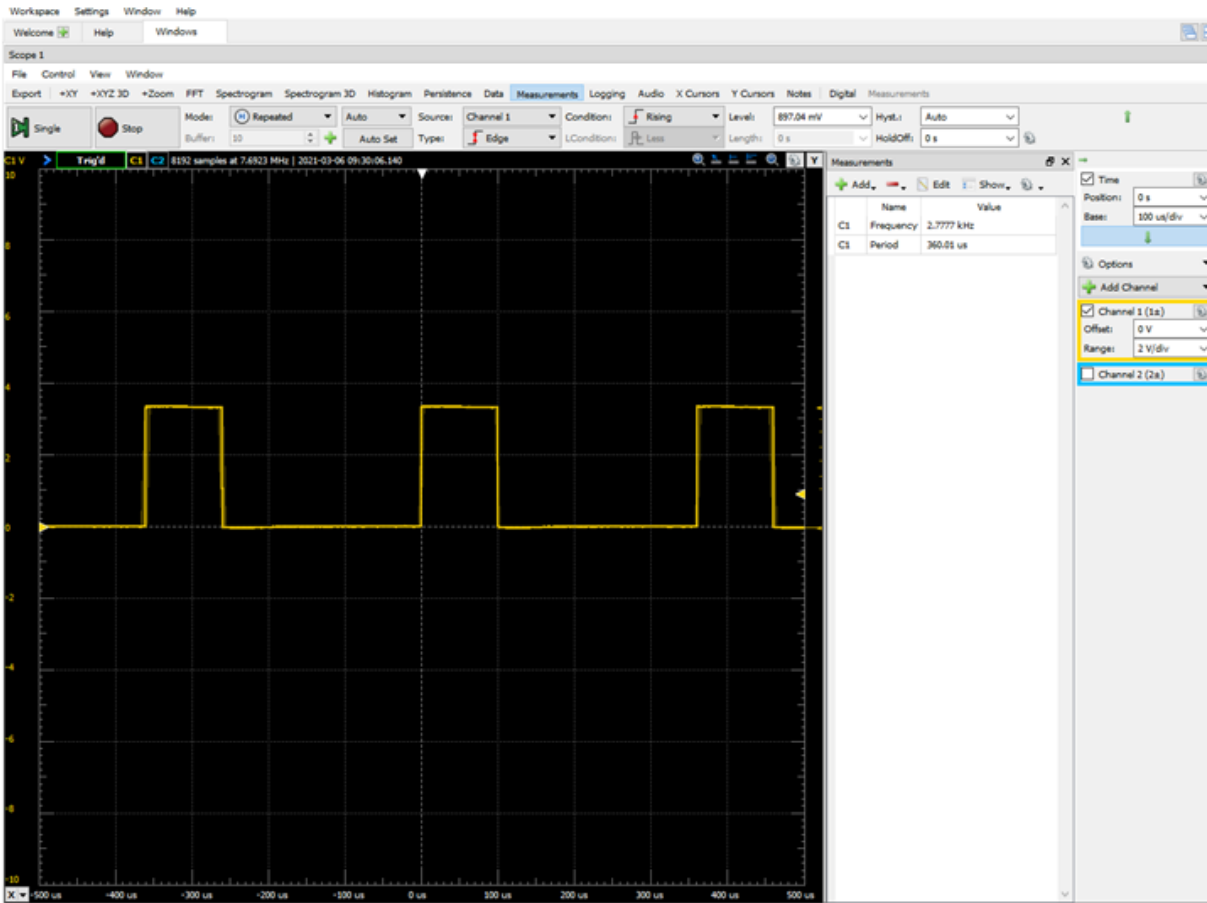 Workspace Settings Window Help
Welcome Help Windows
Scope 1
File Control View Window
Export +XY +XYZ 3D +Zoom FFT Spectrogram Spectrogram 3D Histogram Persistence Data Measurements Logging Audio X Cursors Y Cursors Notes Digital Measurements
Single Stop Mode: Repeated Auto Source: Channel 1 Condition: Rising Level: 897.04 mV Hyst.: Auto
Buffer: 10 Auto Set Type: Edge LCondition: Less Length: 0 s HoldOff: 0 s
C1 V Trig'd C1 C2 8192 samples at 7.6923 MHz | 2021-03-06 09:30:06.140 Y
10
8
6
4
2
0
-2
-4
-6
-8
-10
X -500 us -400 us -300 us -200 us -100 us 0 us 100 us 200 us 300 us 400 us 500 us
Measurements
Add Edit Show
Name Value
C1 Frequency 2.7777 kHz
C1 Period 360.01 us
Time
Position: 0 s
Base: 100 us/div
Options
Add Channel
Channel 1 (1±)
Offset: 0 V
Range: 2 V/div
Channel 2 (2±)